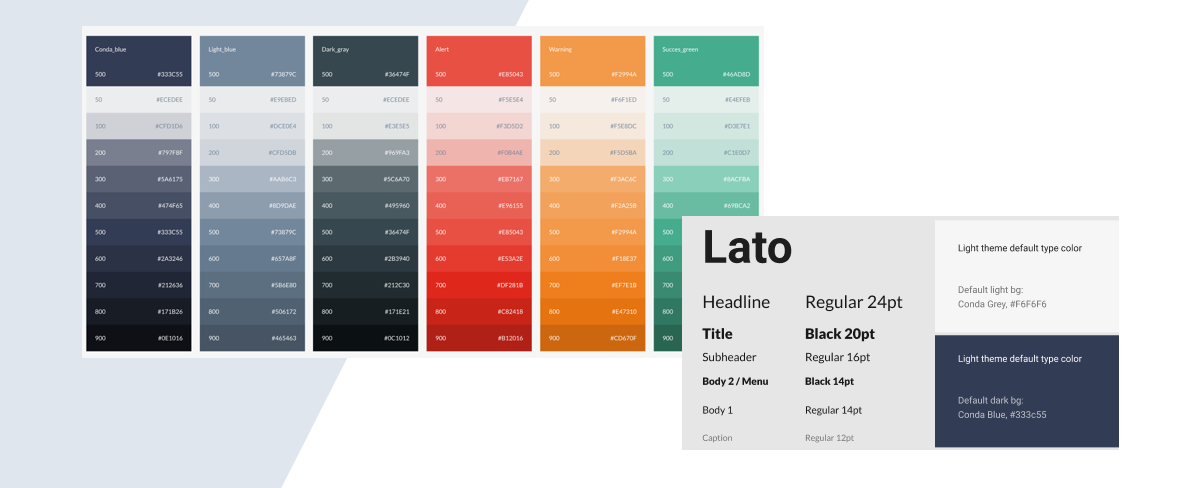 Conda_blue
500 #333C55
50 #ECEDEE
100 #CFD1D6
200 #797F8F
300 #5A6175
400 #474F65
500 #333C55
600 #2A3246
700 #212636
800 #171B26
900 #0E1016
Light_blue
500 #73879C
50 #E9EBED
100 #DCE0E4
200 #CFD5DB
300 #AAB6C3
400 #8D9DAE
500 #73879C
600 #657A8F
700 #5B6E80
800 #506172
900 #465463
Dark_gray
500 #36474F
50 #ECEDEE
100 #E3E5E5
200 #969FA3
300 #5C6A70
400 #495960
500 #36474F
600 #2B3940
700 #212C30
800 #171E21
900 #0C1012
Alert
500 #E85043
50 #F5E5E4
100 #F3D5D2
200 #F0B4AE
300 #EB7167
400 #E96155
500 #E85043
600 #E53A2E
700 #DF281B
800 #C82418
900 #B12016
Warning
500 #F2994A
50 #F6F1ED
100 #F5E8DC
200 #F5D5BA
300 #F3AC6C
400 #F2A25B
500 #F2994A
600 #F18E37
700 #EF7E1B
800 #E47310
900 #CD670F
Succes_green
500 #46AD8D
50 #E4EFEB
100 #D3E7E1
200 #C1E0D7
300 #8ACFBA
400 #69BCA2
500
600
700
800
900
Lato
Headline Regular 24pt
Title Black 20pt
Subheader Regular 16pt
Body 2 / Menu Black 14pt
Body 1 Regular 14pt
Caption Regular 12pt
Light theme default type color
Default light bg:
Conda Grey, #F6F6F6
Light theme default type color
Default dark bg:
Conda Blue, #333c55